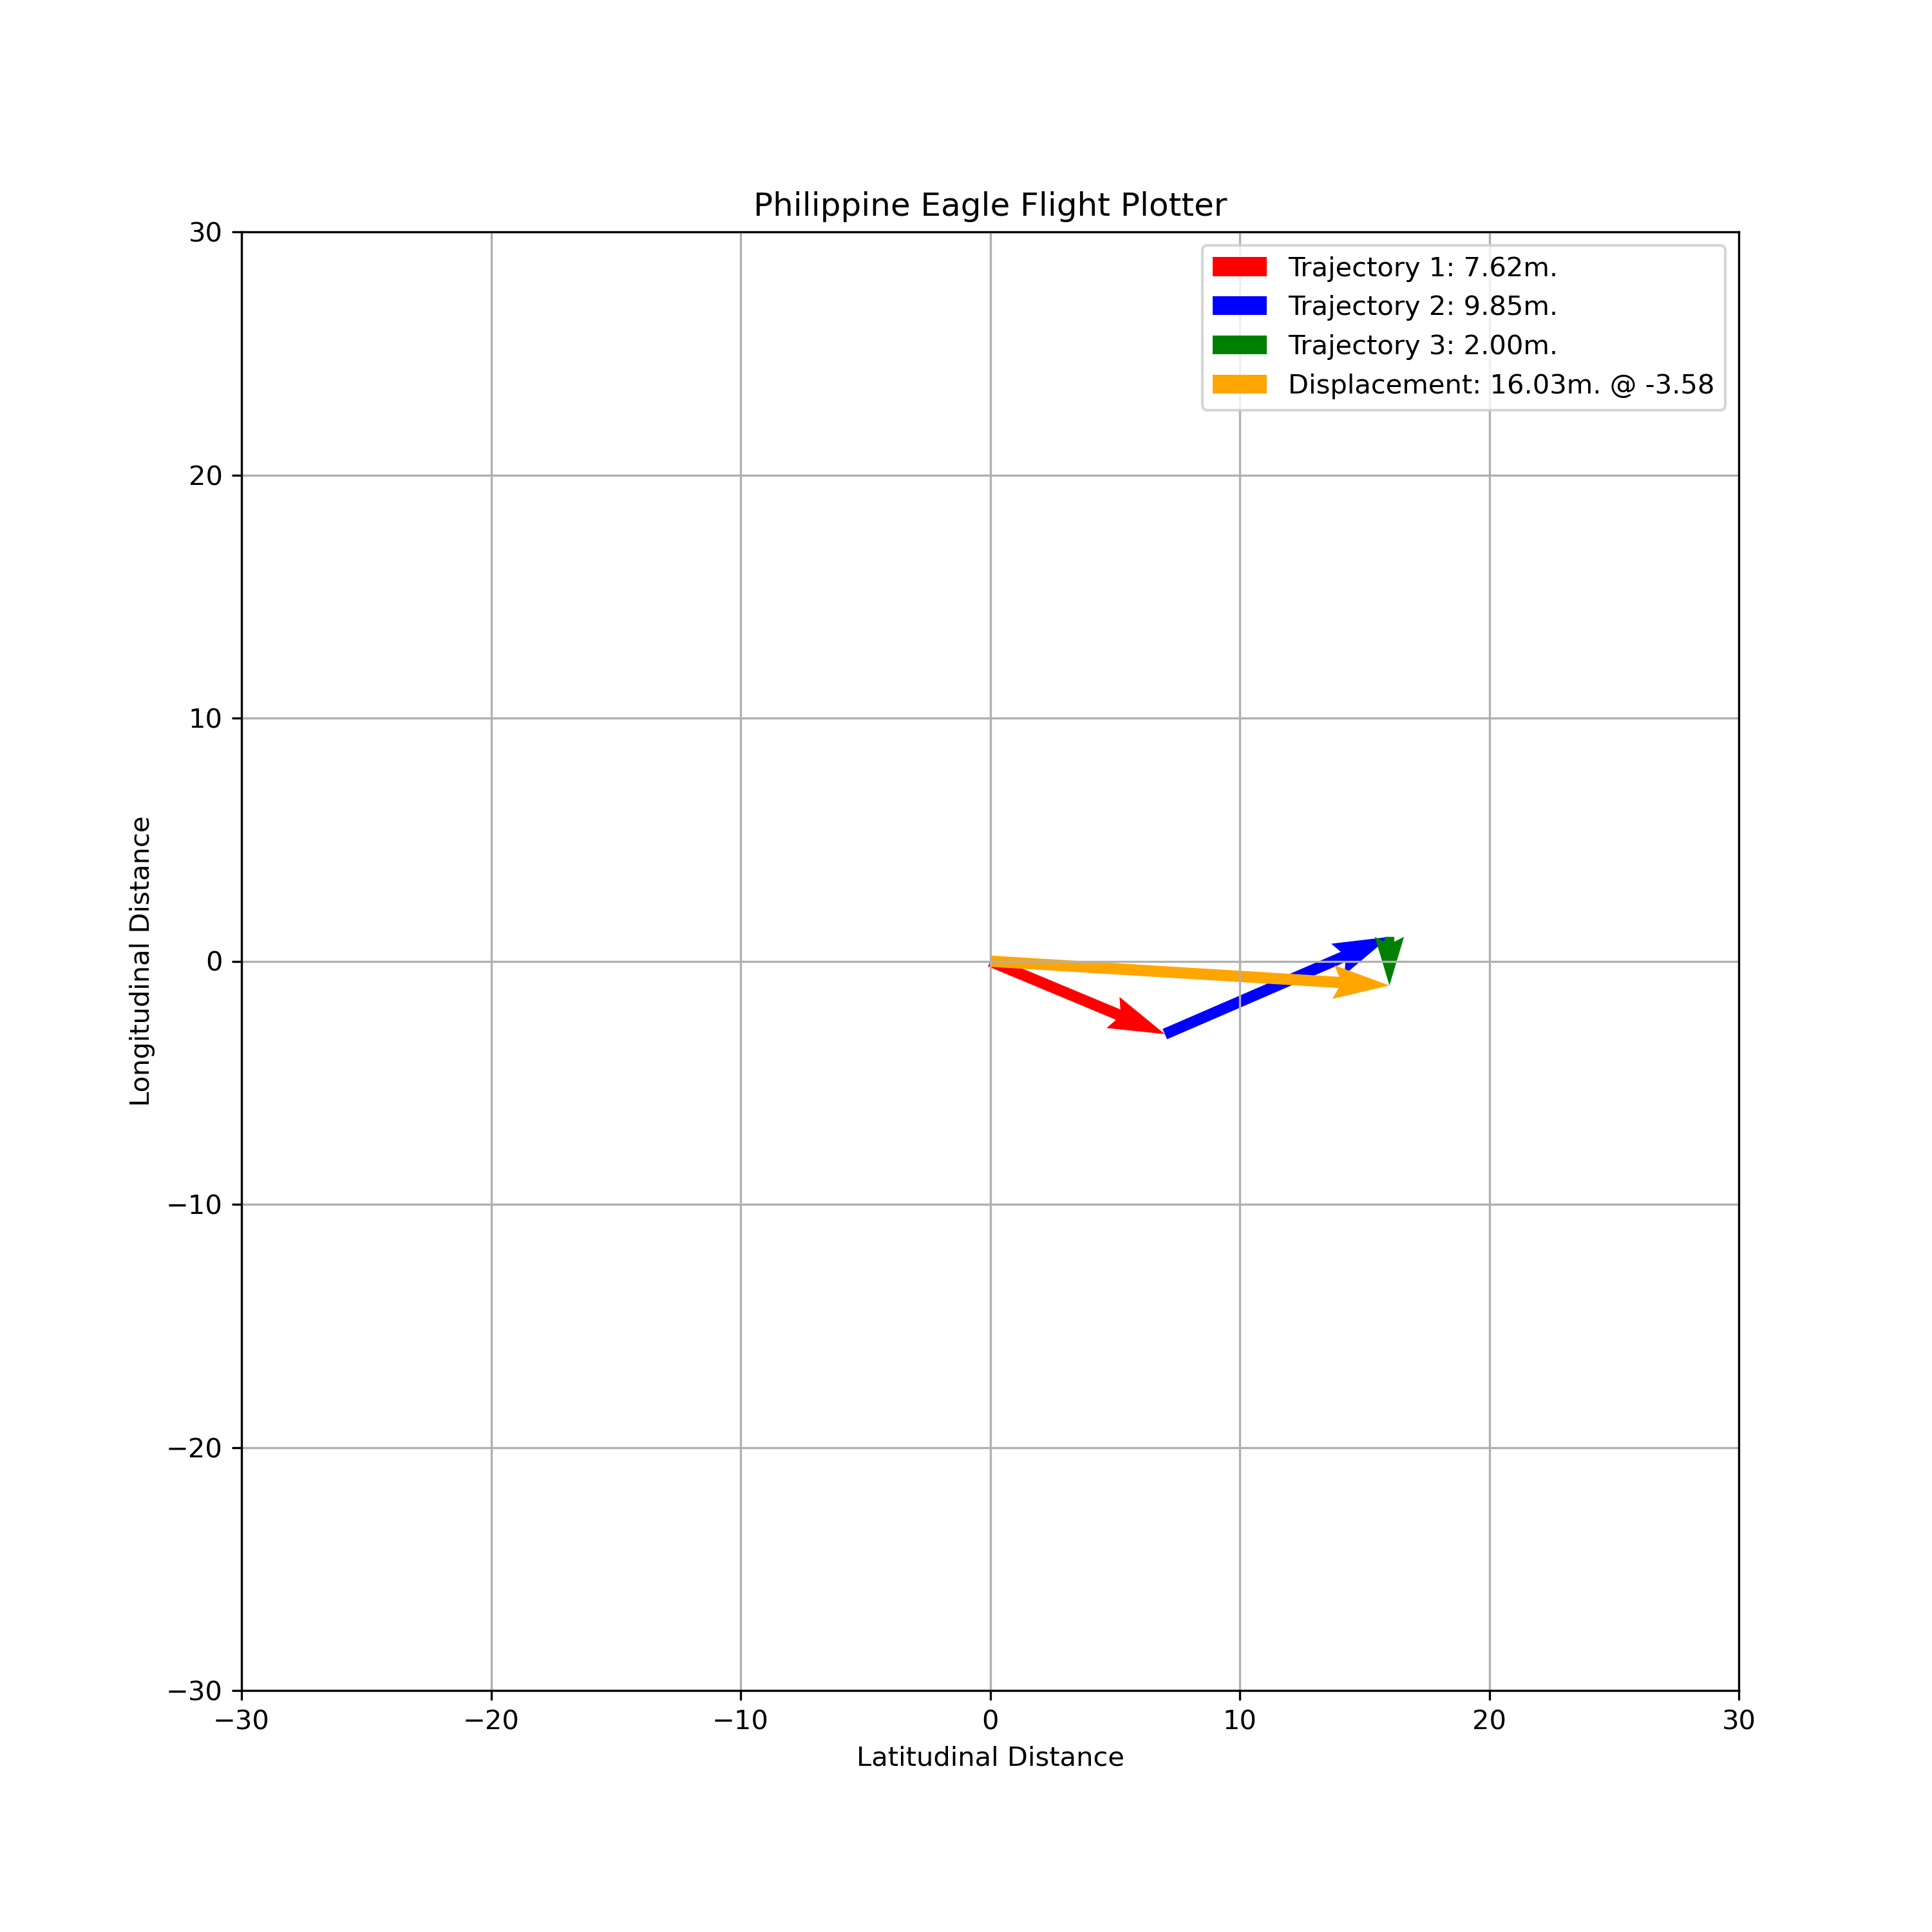 Philippine Eagle Flight Plotter
Trajectory 1: 7.62m.
Trajectory 2: 9.85m.
Trajectory 3: 2.00m.
Displacement: 16.03m. @ -3.58
30
20
10
0
−10
−20
−30
Longitudinal Distance
−30 −20 −10 0 10 20 30
Latitudinal Distance